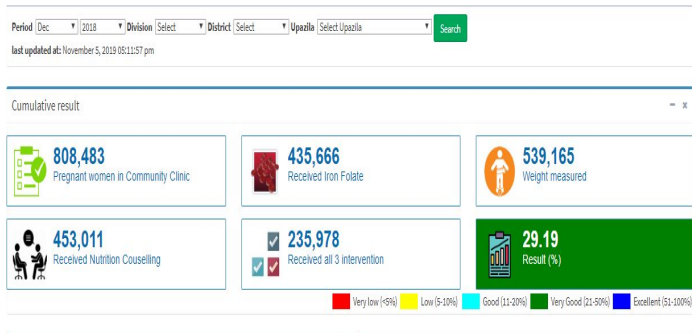 Period Dec 2018 Division Select District Select Upazila Select Upazila Search
last updated at: November 5, 2019 05:11:57 pm
Cumulative result
808,483
Pregnant women in Community Clinic
435,666
Received Iron Folate
539,165
Weight measured
453,011
Received Nutrition Couselling
235,978
Received all 3 intervention
29.19
Result (%)
Very low (<5%) Low (5-10%) Good (11-20%) Very Good (21-50%) Excellent (51-100%)